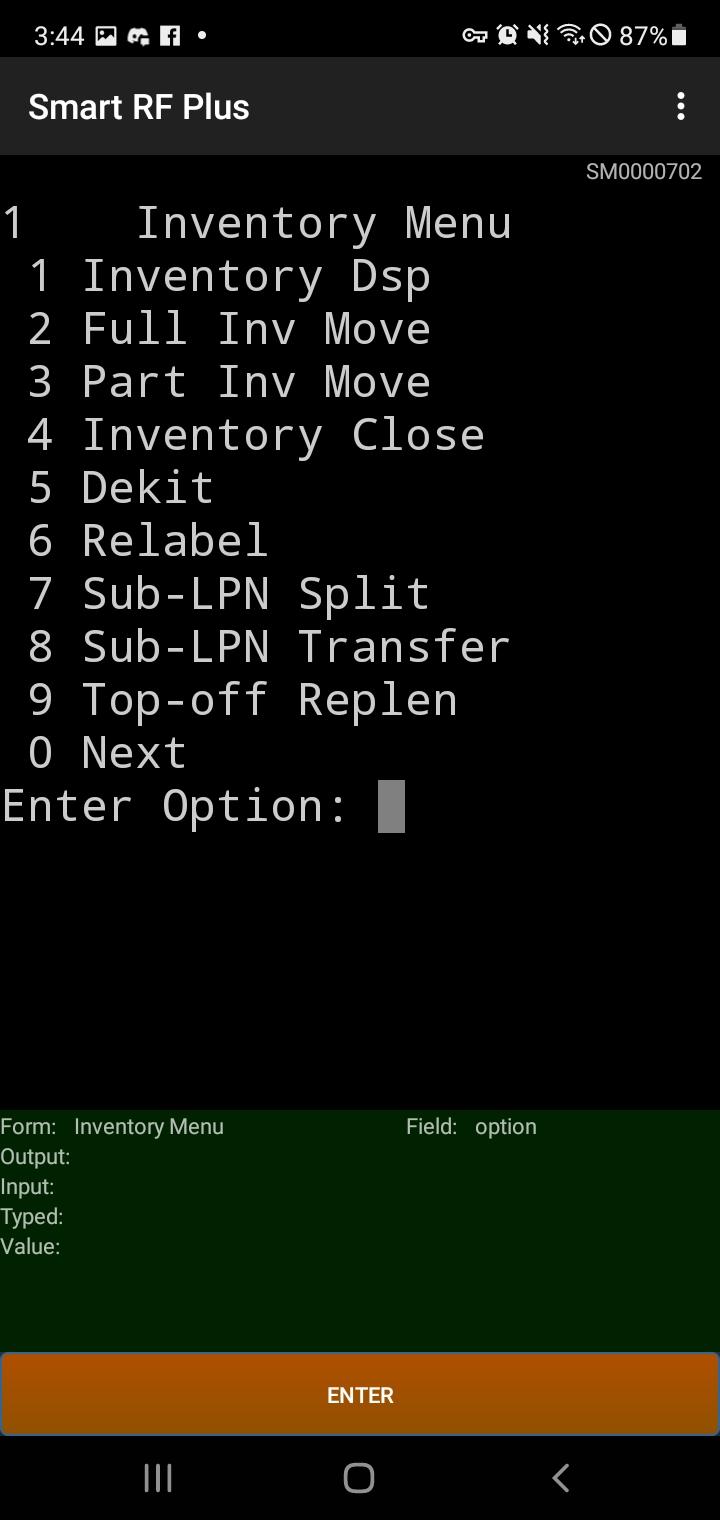 3:44 87%
Smart RF Plus
SM0000702
1 Inventory Menu
1 Inventory Dsp
2 Full Inv Move
3 Part Inv Move
4 Inventory Close
5 Dekit
6 Relabel
7 Sub-LPN Split
8 Sub-LPN Transfer
9 Top-off Replen
0 Next
Enter Option:
Form: Inventory Menu Field: option
Output:
Input:
Typed:
Value:
ENTER